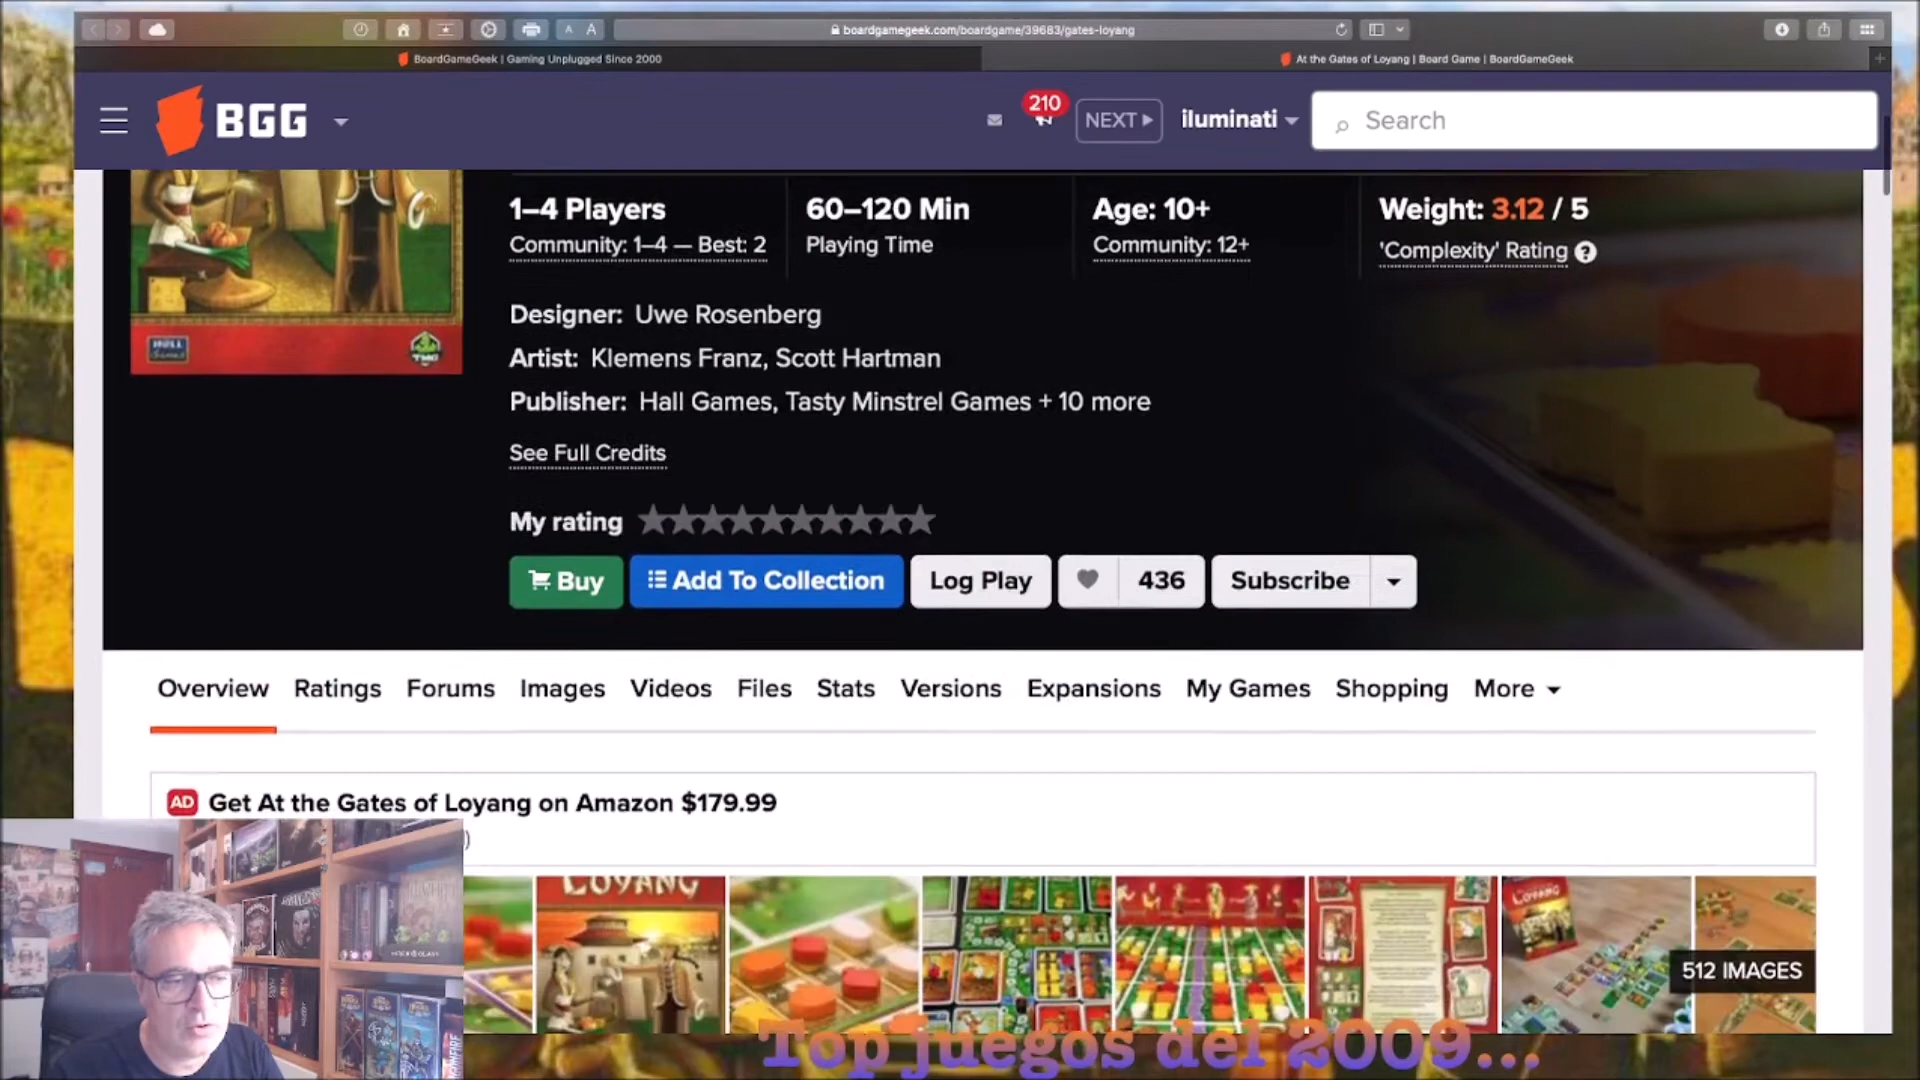 boardgamegeek.com/boardgame/39683/gates-loyang
BoardGameGeek | Gaming Unplugged Since 2000
At the Gates of Loyang | Board Game | BoardGameGeek
BGG
210
NEXT
iluminati
Search
1–4 Players
Community: 1–4 — Best: 2
60–120 Min
Playing Time
Age: 10+
Community: 12+
Weight: 3.12 / 5
'Complexity' Rating
Designer: Uwe Rosenberg
Artist: Klemens Franz, Scott Hartman
Publisher: Hall Games, Tasty Minstrel Games + 10 more
See Full Credits
My rating
Buy
Add To Collection
Log Play
436
Subscribe
Overview
Ratings
Forums
Images
Videos
Files
Stats
Versions
Expansions
My Games
Shopping
More
AD Get At the Gates of Loyang on Amazon $179.99
LOYANG
LOYANG
512 IMAGES
Top juegos del 2009...